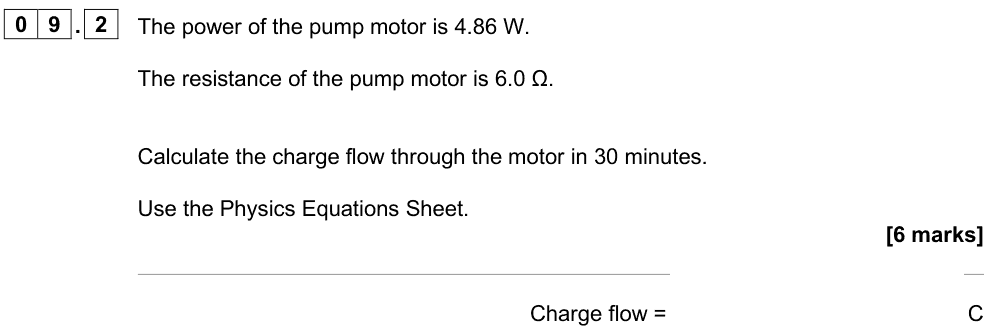 09.2 The power of the pump motor is 4.86 W.
The resistance of the pump motor is 6.0 Ω.
Calculate the charge flow through the motor in 30 minutes.
Use the Physics Equations Sheet.
[6 marks]
Charge flow = C